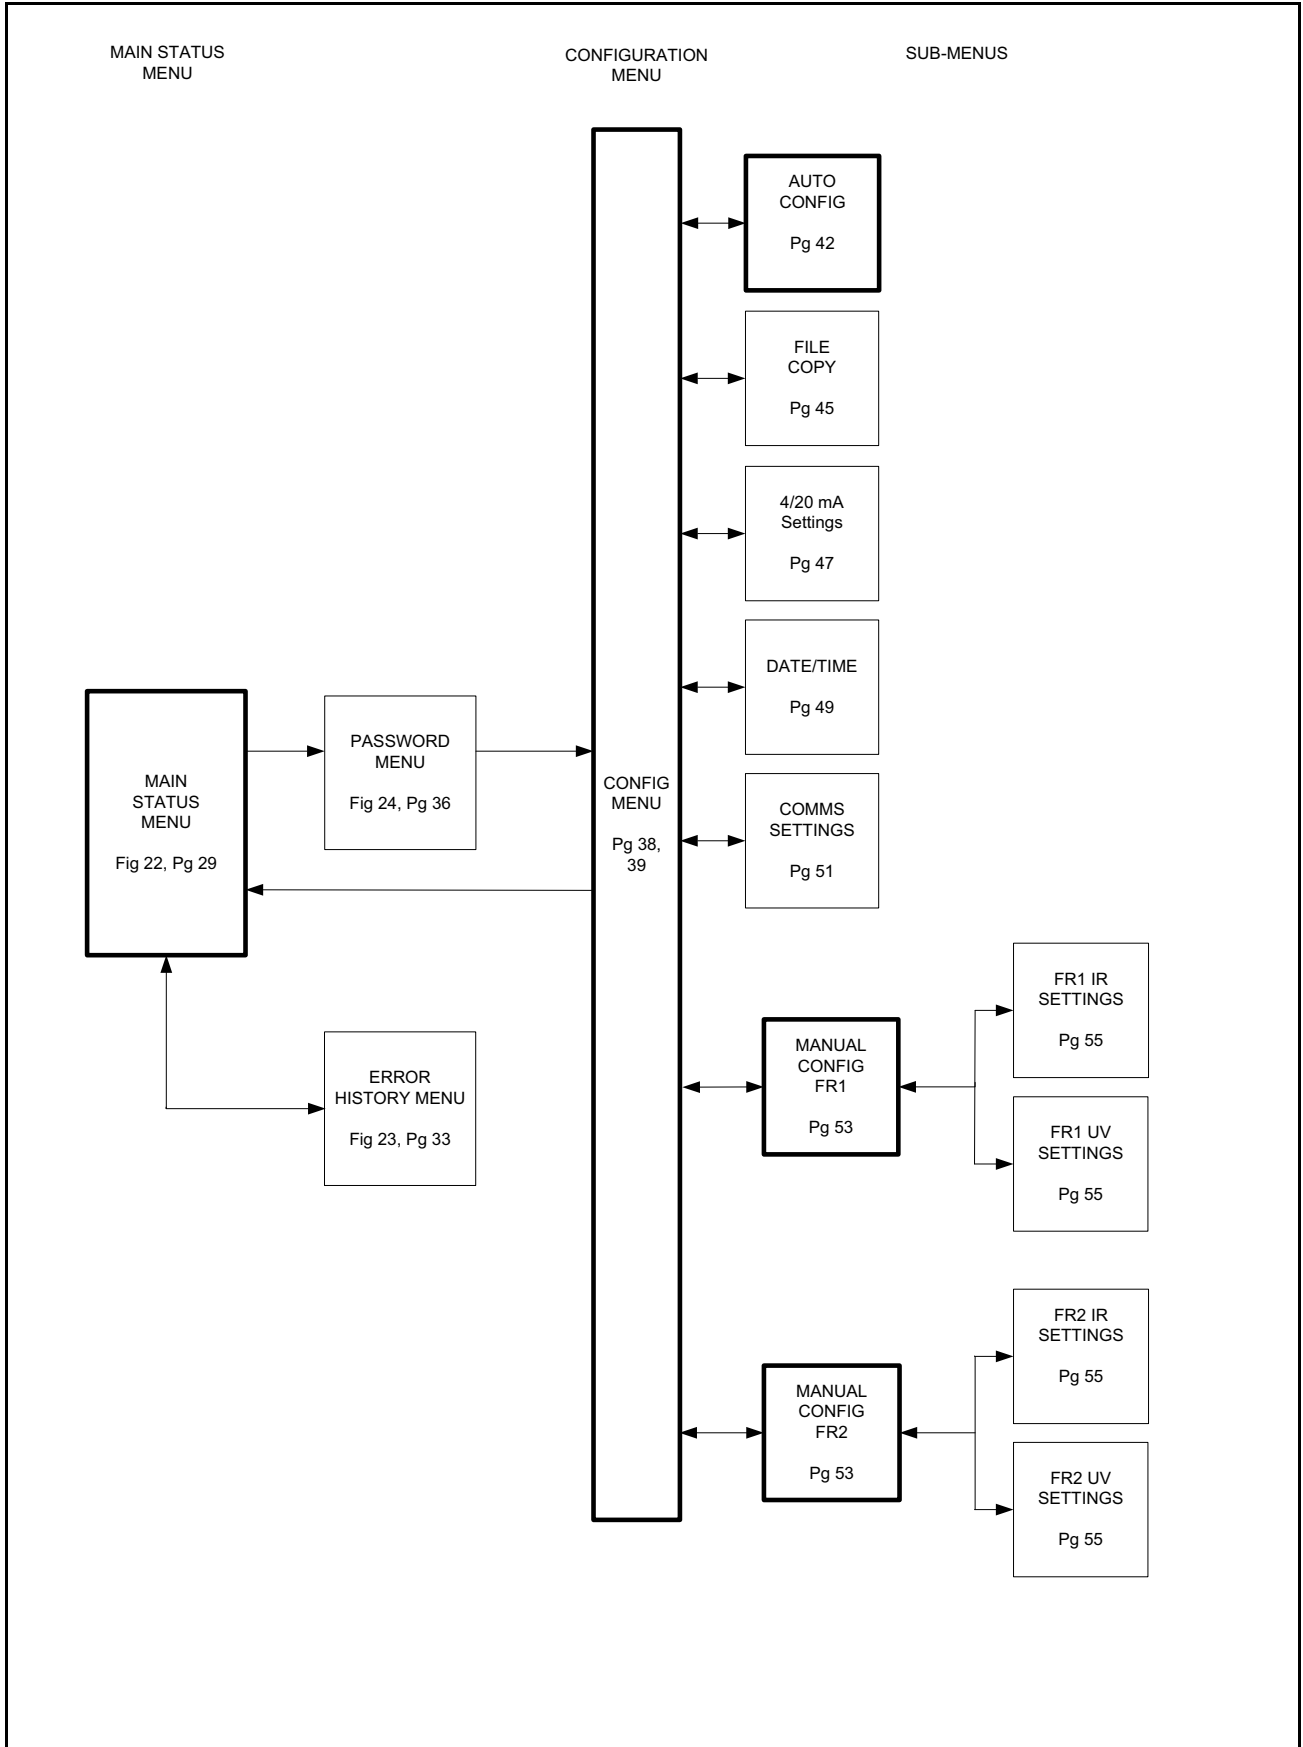 MAIN STATUS
MENU
CONFIGURATION
MENU
SUB-MENUS
AUTO
CONFIG
Pg 42
FILE
COPY
Pg 45
4/20 mA
Settings
Pg 47
DATE/TIME
Pg 49
COMMS
SETTINGS
Pg 51
MAIN
STATUS
MENU
Fig 22, Pg 29
PASSWORD
MENU
Fig 24, Pg 36
CONFIG
MENU
Pg 38,
39
ERROR
HISTORY MENU
Fig 23, Pg 33
MANUAL
CONFIG
FR1
Pg 53
FR1 IR
SETTINGS
Pg 55
FR1 UV
SETTINGS
Pg 55
MANUAL
CONFIG
FR2
Pg 53
FR2 IR
SETTINGS
Pg 55
FR2 UV
SETTINGS
Pg 55